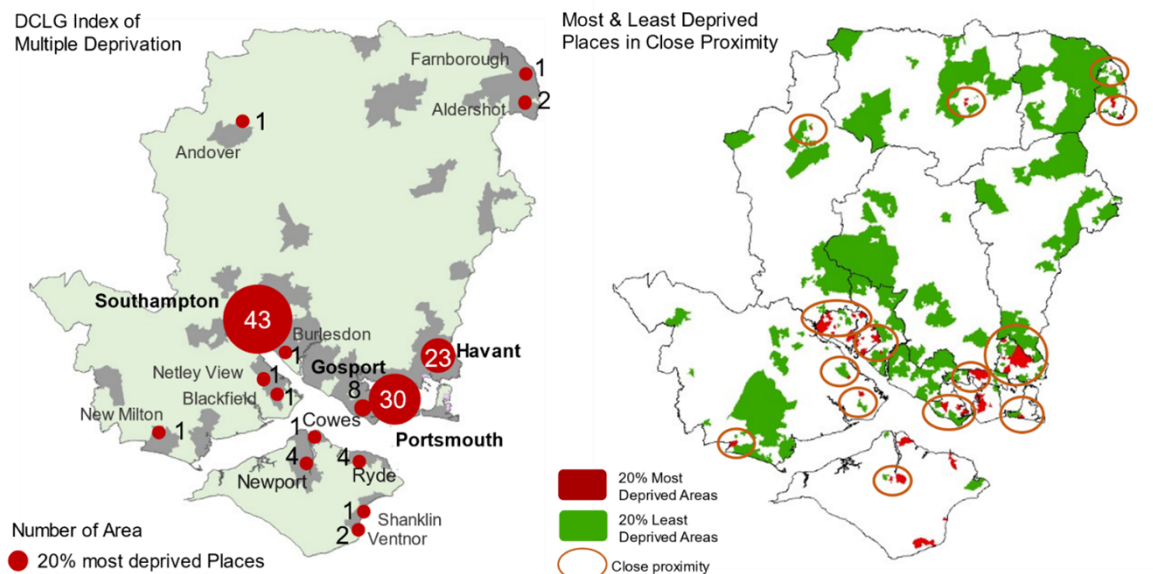 DCLG Index of
Multiple Deprivation
Farnborough
1
Aldershot
2
1
Andover
Southampton
43
Burlesdon
1
23
Havant
Gosport
8
30
Portsmouth
Netley View
1
Blackfield
1
New Milton
1
Cowes
1
4
Newport
4
Ryde
1
Shanklin
2
Ventnor
Number of Area
20% most deprived Places
Most & Least Deprived
Places in Close Proximity
20% Most
Deprived Areas
20% Least
Deprived Areas
Close proximity